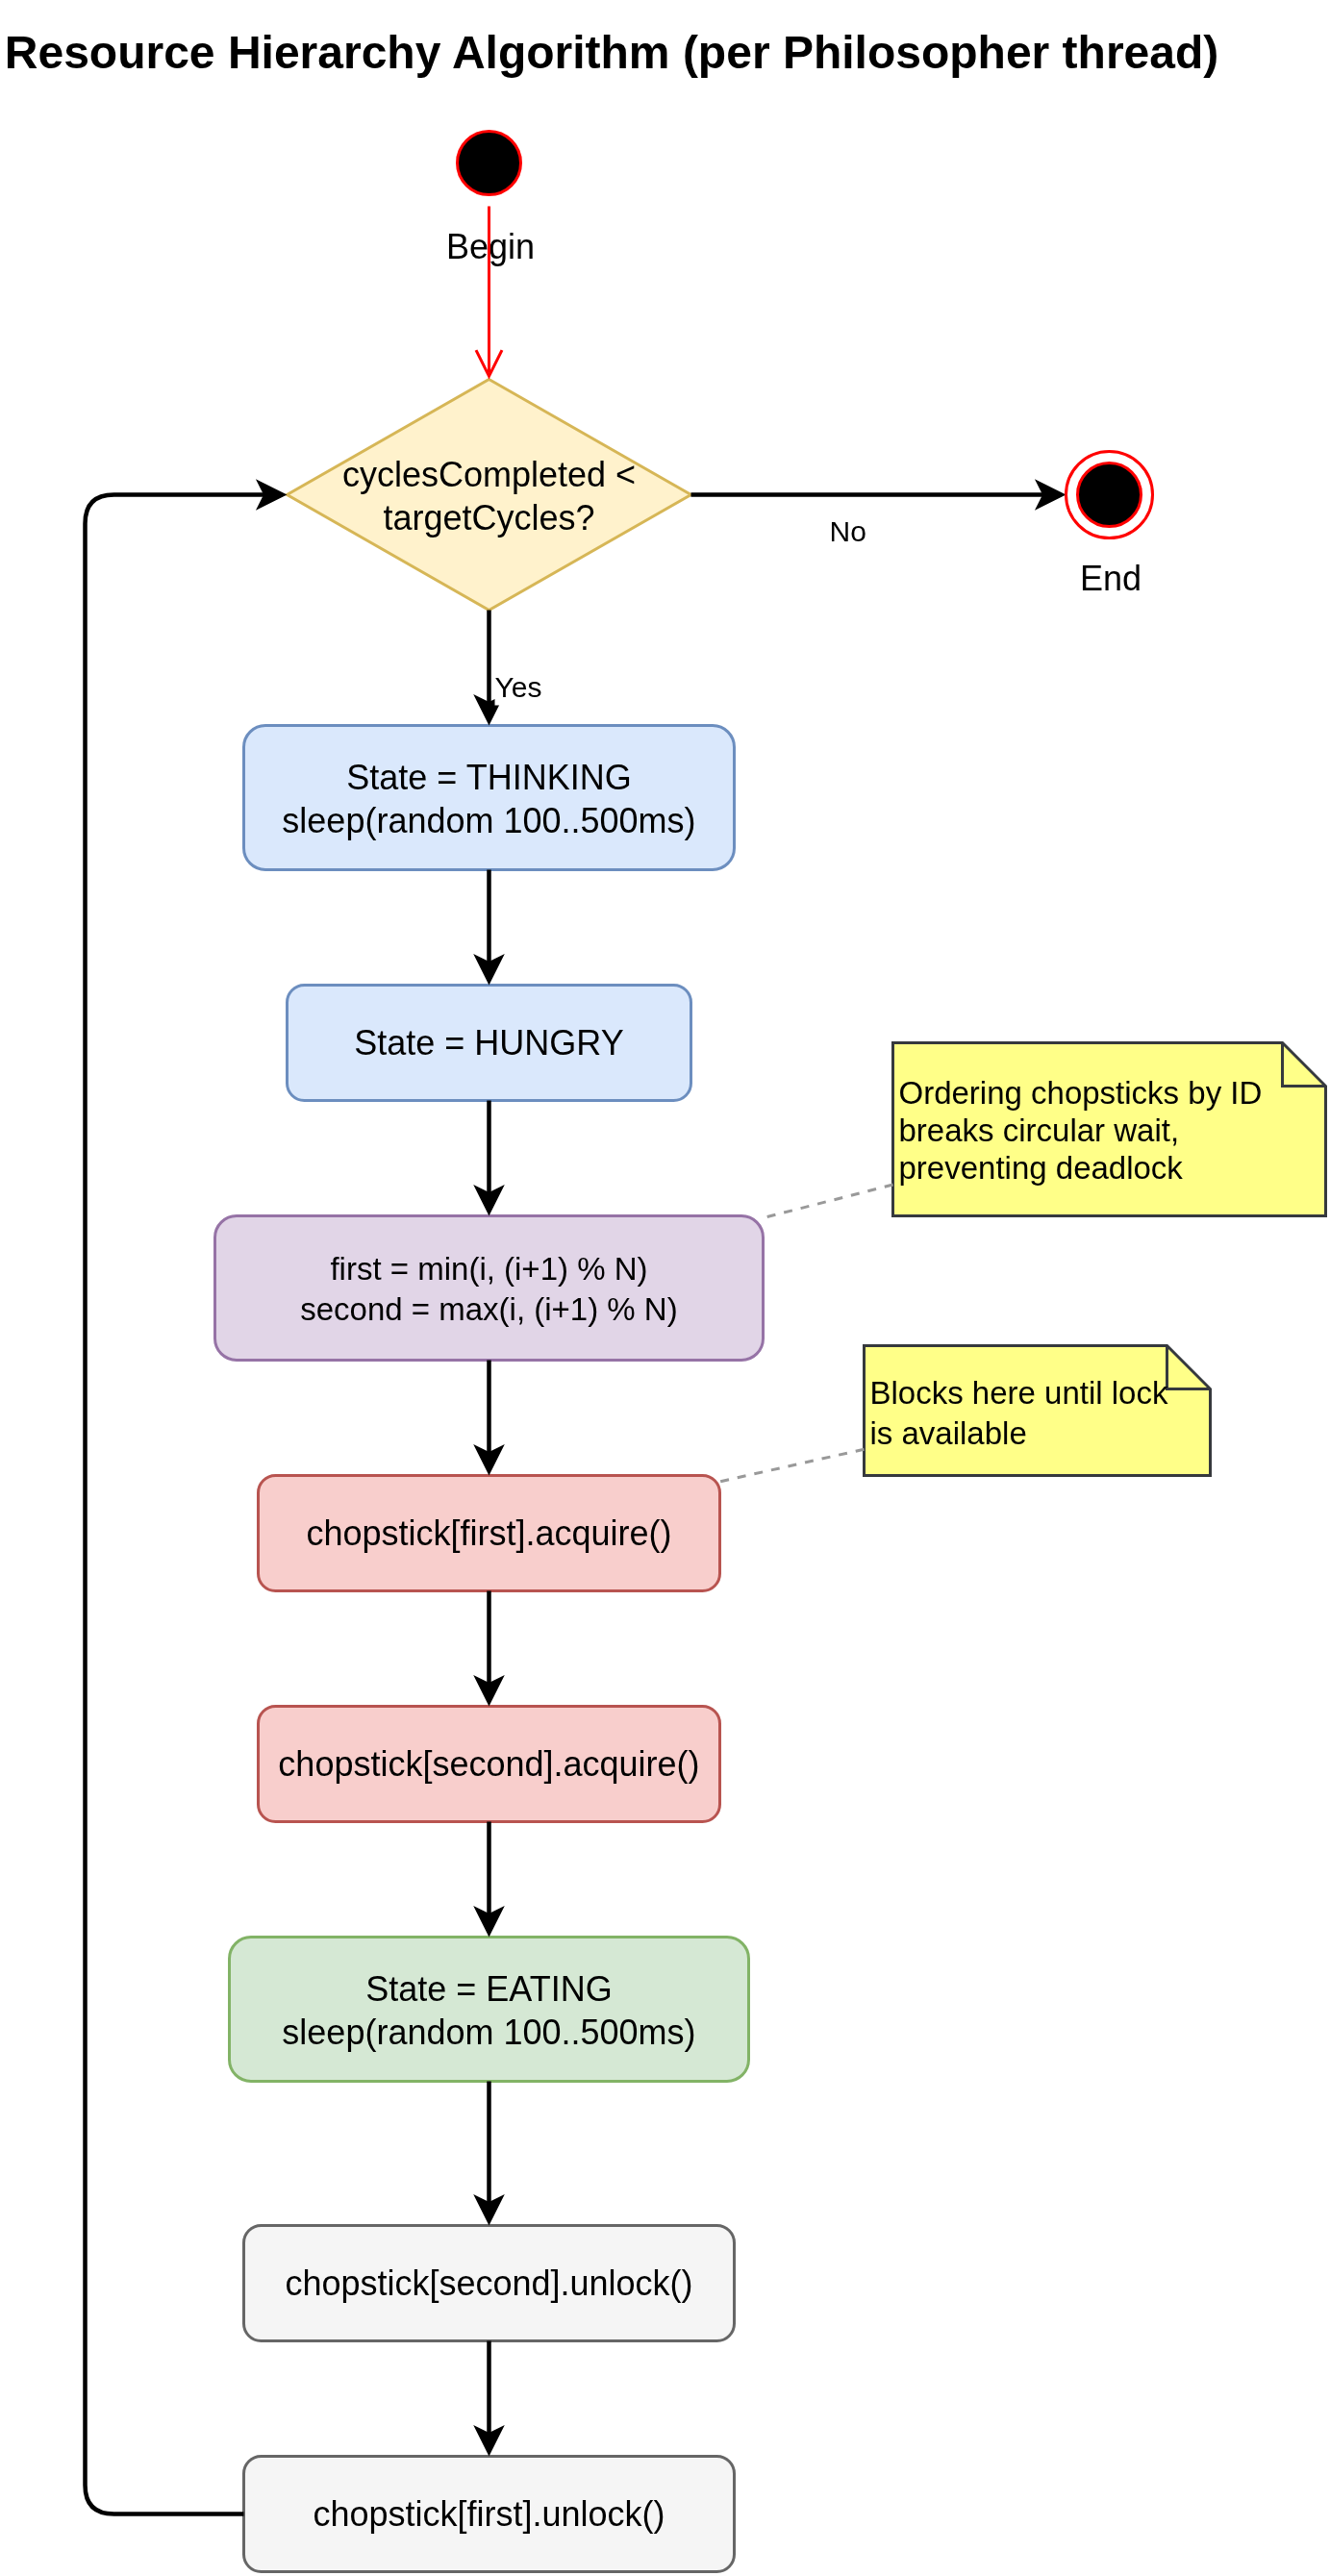 Resource Hierarchy Algorithm (per Philosopher thread)
Begin
cyclesCompleted <
targetCycles?
No
End
Yes
State = THINKING
sleep(random 100..500ms)
State = HUNGRY
Ordering chopsticks by ID
breaks circular wait,
preventing deadlock
first = min(i, (i+1) % N)
second = max(i, (i+1) % N)
Blocks here until lock
is available
chopstick[first].acquire()
chopstick[second].acquire()
State = EATING
sleep(random 100..500ms)
chopstick[second].unlock()
chopstick[first].unlock()